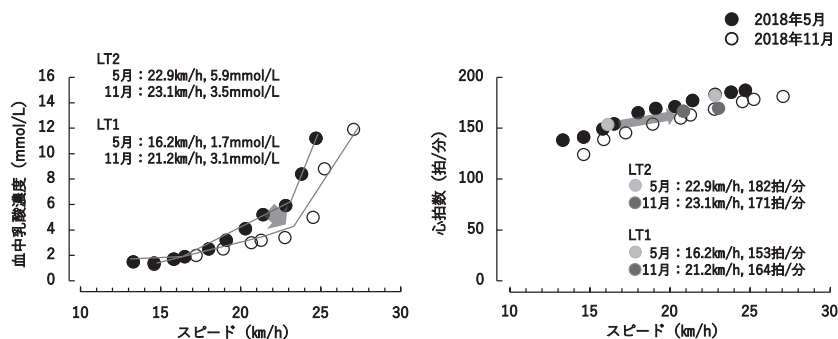 ● 2018年5月
○ 2018年11月
LT2
5月：22.9km/h, 5.9mmol/L
11月：23.1km/h, 3.5mmol/L
LT1
5月：16.2km/h, 1.7mmol/L
11月：21.2km/h, 3.1mmol/L
血中乳酸濃度（mmol/L）
16
14
12
10
8
6
4
2
0
10
15
20
25
30
スピード（km/h）
心拍数（拍/分）
200
150
100
50
0
LT2
5月：22.9km/h, 182拍/分
11月：23.1km/h, 171拍/分
LT1
5月：16.2km/h, 153拍/分
11月：21.2km/h, 164拍/分
10
15
20
25
30
スピード（km/h）